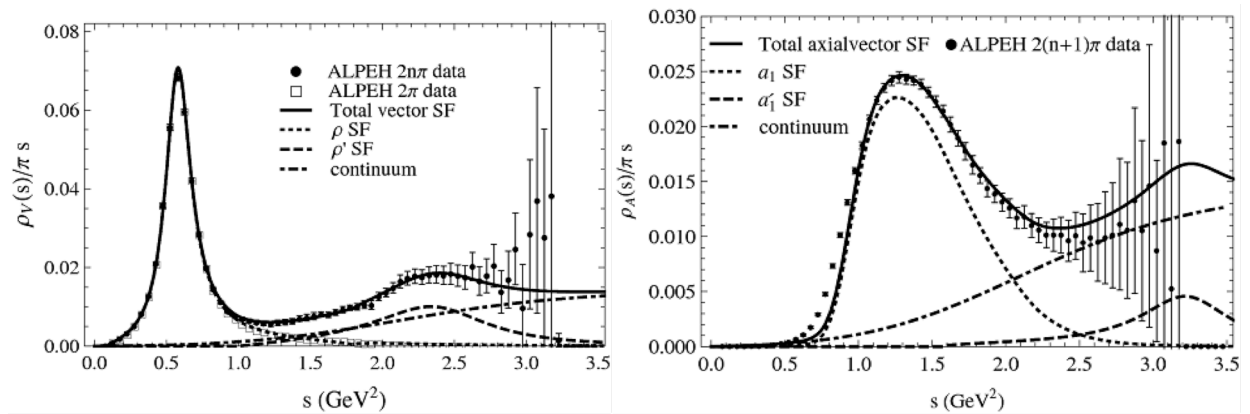 0.08
0.06
0.04
0.02
0.00
ρV(s)/π s
ALPEH 2nπ data
ALPEH 2π data
Total vector SF
ρ SF
ρ' SF
continuum
0.0 0.5 1.0 1.5 2.0 2.5 3.0 3.5
s (GeV²)
0.030
0.025
0.020
0.015
0.010
0.005
0.000
ρA(s)/π s
Total axialvector SF ALPEH 2(n+1)π data
a₁ SF
a₁′ SF
continuum
0.0 0.5 1.0 1.5 2.0 2.5 3.0 3.5
s (GeV²)